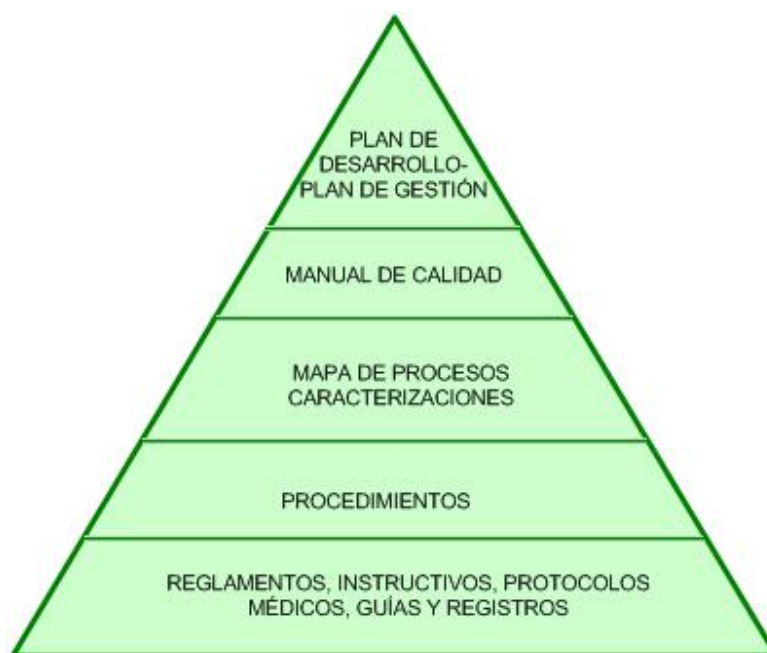 PLAN DE
DESARROLLO-
PLAN DE GESTIÓN
MANUAL DE CALIDAD
MAPA DE PROCESOS
CARACTERIZACIONES
PROCEDIMIENTOS
REGLAMENTOS, INSTRUCTIVOS, PROTOCOLOS
MÉDICOS, GUÍAS Y REGISTROS